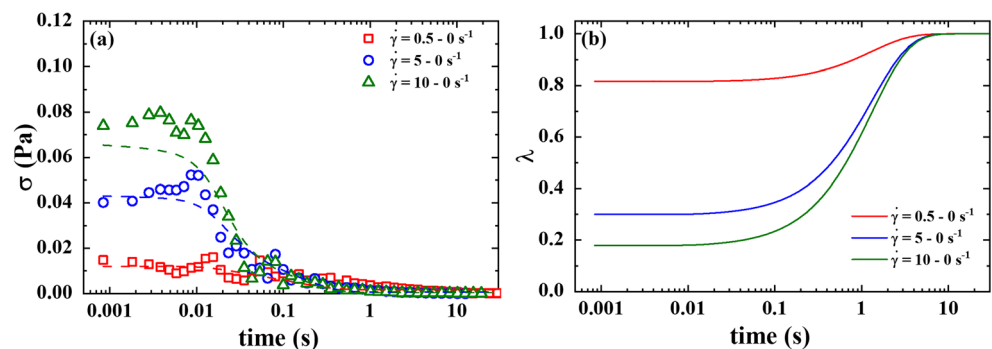 (a)
γ̇ = 0.5 - 0 s⁻¹
γ̇ = 5 - 0 s⁻¹
γ̇ = 10 - 0 s⁻¹
σ (Pa)
0.12
0.10
0.08
0.06
0.04
0.02
0.00
0.001 0.01 0.1 1 10
time (s)
(b)
γ̇ = 0.5 - 0 s⁻¹
γ̇ = 5 - 0 s⁻¹
γ̇ = 10 - 0 s⁻¹
λ
1.0
0.8
0.6
0.4
0.2
0.0
0.001 0.01 0.1 1 10
time (s)